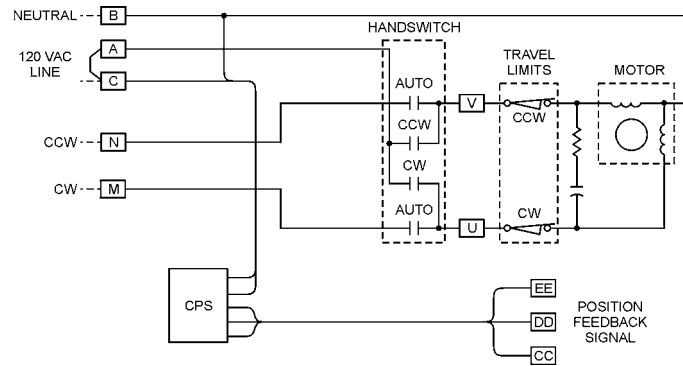 NEUTRAL
B
HANDSWITCH
A
120 VAC
LINE
C
TRAVEL
LIMITS
MOTOR
AUTO
V
CCW
CCW
CCW
N
CW
CW
M
AUTO
U
CW
CPS
EE
DD
CC
POSITION
FEEDBACK
SIGNAL